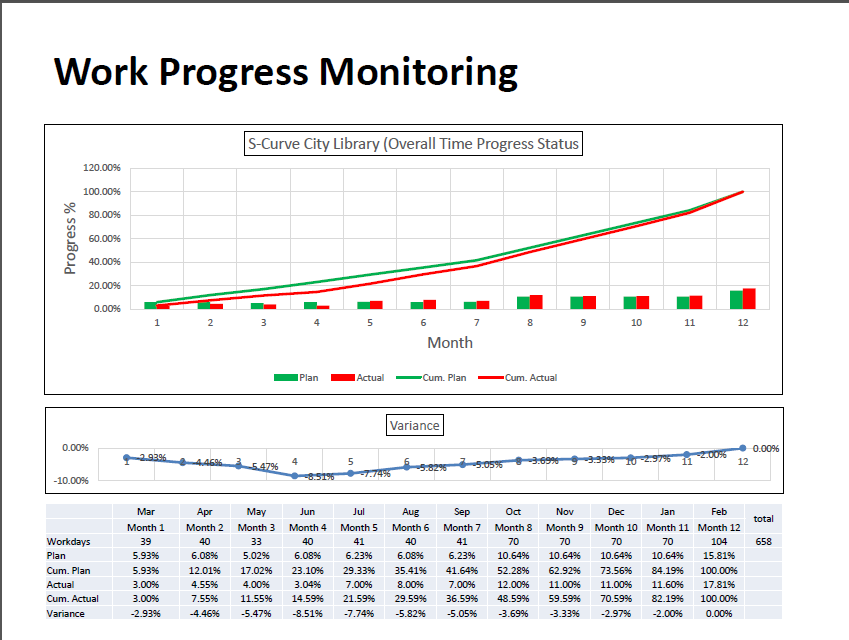 Work Progress Monitoring
S-Curve City Library (Overall Time Progress Status
120.00%
100.00%
80.00%
60.00%
40.00%
20.00%
0.00%
Progress %
1 2 3 4 5 6 7 8 9 10 11 12
Month
Plan Actual Cum. Plan Cum. Actual
Variance
0.00%
-10.00%
1 2 3 4 5 6 7 8 9 10 11 12
-2.93% -4.46% -5.47% -8.51% -7.74% -5.82% -5.05% -3.69% -3.33% -2.97% -2.00% 0.00%
Mar Apr May Jun Jul Aug Sep Oct Nov Dec Jan Feb total
Month 1 Month 2 Month 3 Month 4 Month 5 Month 6 Month 7 Month 8 Month 9 Month 10 Month 11 Month 12
Workdays 39 40 33 40 41 40 41 70 70 70 70 104 658
Plan 5.93% 6.08% 5.02% 6.08% 6.23% 6.08% 6.23% 10.64% 10.64% 10.64% 10.64% 15.81%
Cum. Plan 5.93% 12.01% 17.02% 23.10% 29.33% 35.41% 41.64% 52.28% 62.92% 73.56% 84.19% 100.00%
Actual 3.00% 4.55% 4.00% 3.04% 7.00% 8.00% 7.00% 12.00% 11.00% 11.00% 11.60% 17.81%
Cum. Actual 3.00% 7.55% 11.55% 14.59% 21.59% 29.59% 36.59% 48.59% 59.59% 70.59% 82.19% 100.00%
Variance -2.93% -4.46% -5.47% -8.51% -7.74% -5.82% -5.05% -3.69% -3.33% -2.97% -2.00% 0.00%